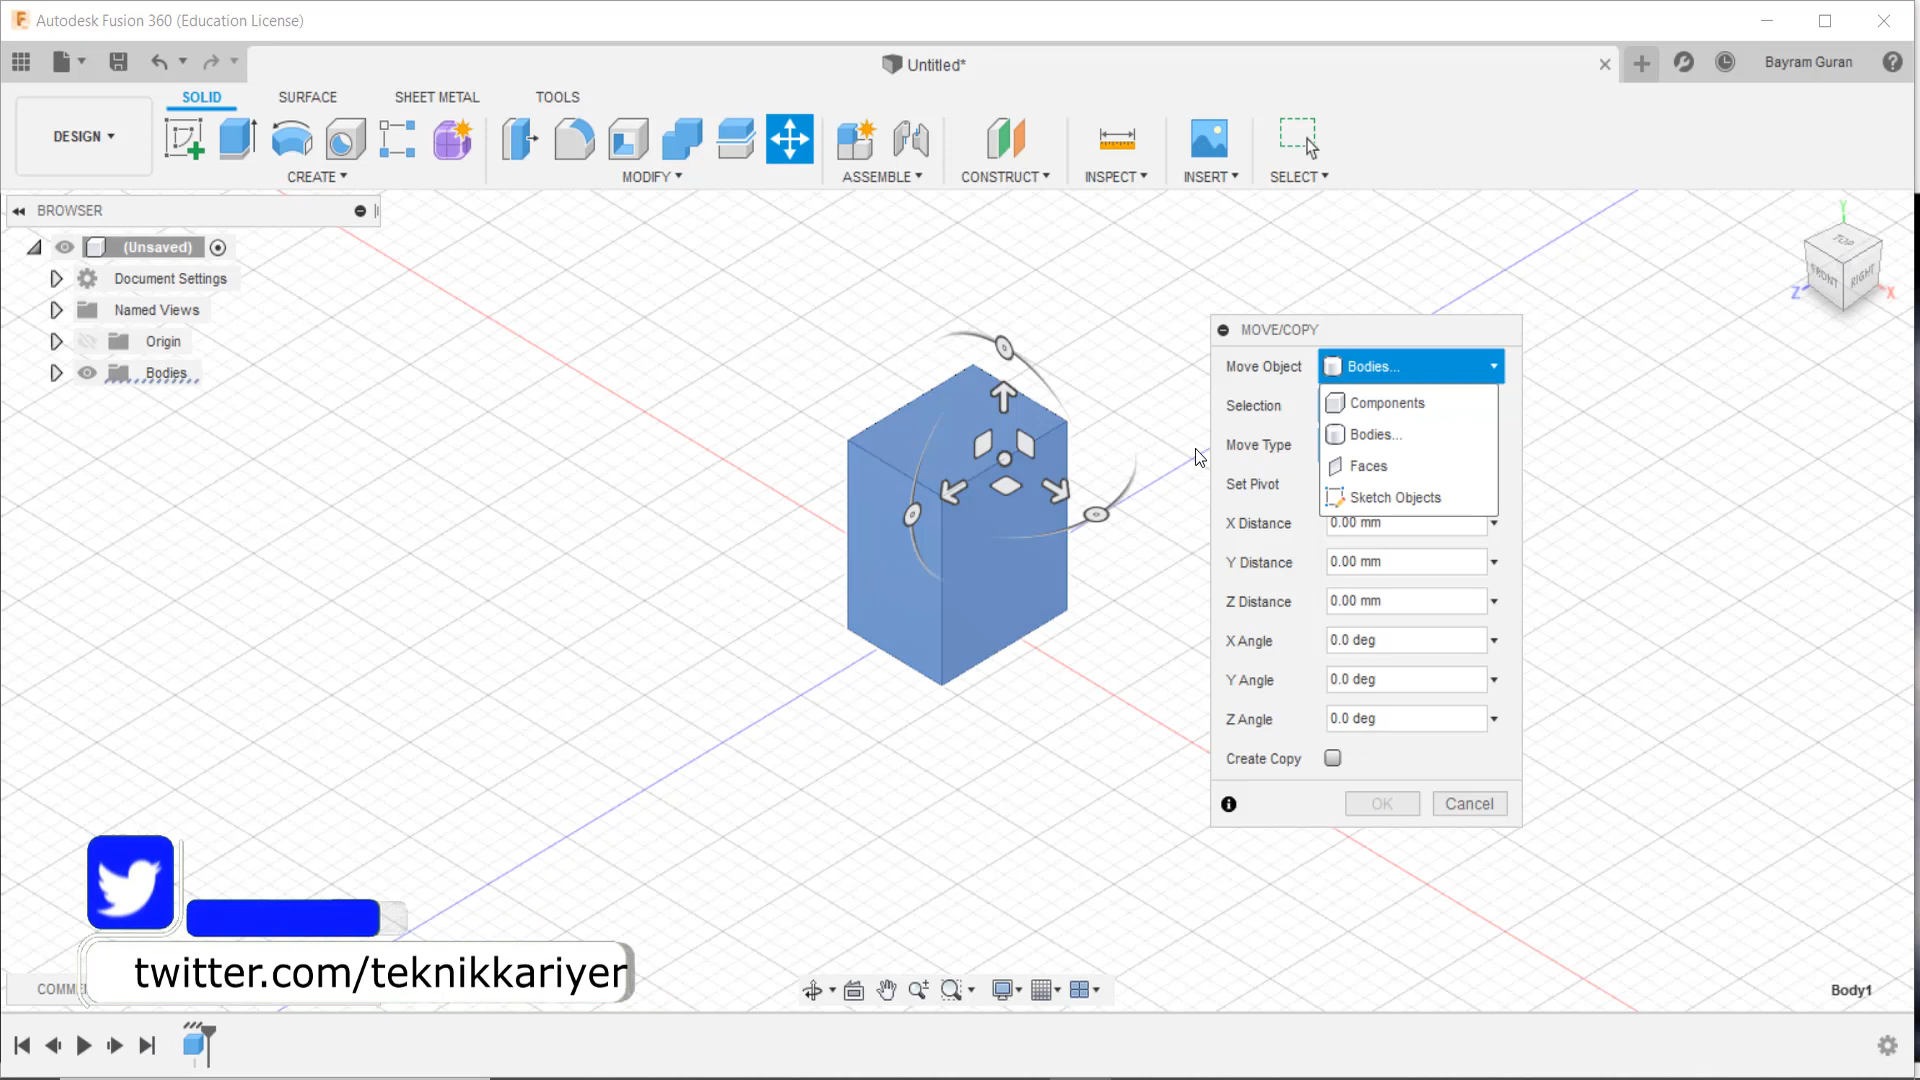 Autodesk Fusion 360 (Education License)
Untitled*
Bayram Guran
SOLID
SURFACE
SHEET METAL
TOOLS
DESIGN
CREATE
MODIFY
ASSEMBLE
CONSTRUCT
INSPECT
INSERT
SELECT
BROWSER
(Unsaved)
Document Settings
Named Views
Origin
Bodies
Y
TOP
FRONT
RIGHT
Z
X
MOVE/COPY
Move Object
Bodies...
Components
Selection
Bodies...
Move Type
Faces
Set Pivot
Sketch Objects
X Distance
0.00 mm
Y Distance
0.00 mm
Z Distance
0.00 mm
X Angle
0.0 deg
Y Angle
0.0 deg
Z Angle
0.0 deg
Create Copy
OK
Cancel
twitter.com/teknikkariyer
Body1